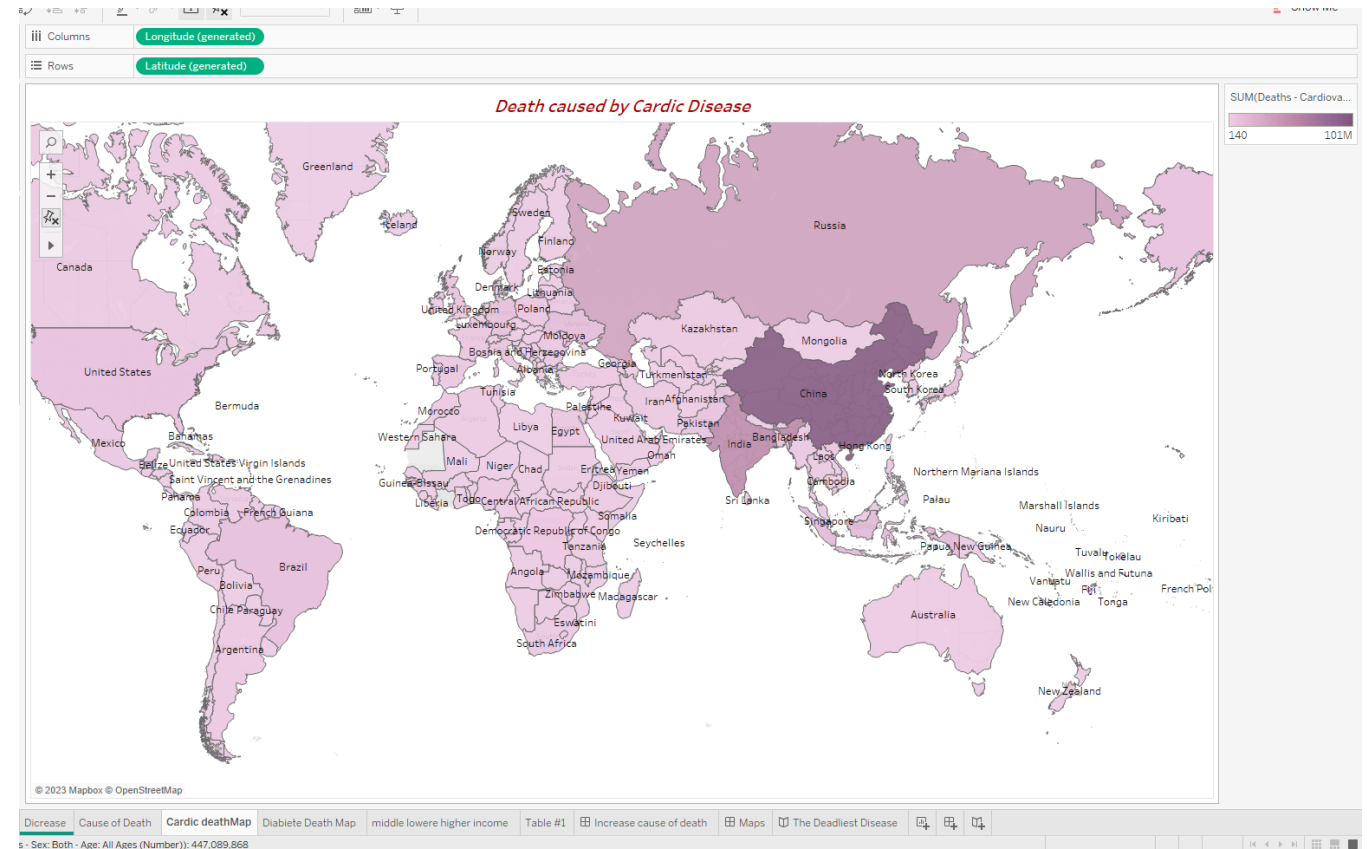 Show Me
Columns
Longitude (generated)
Rows
Latitude (generated)
Death caused by Cardic Disease
SUM(Deaths - Cardiova...
140
101M
Greenland
Iceland
Sweden
Finland
Russia
Norway
Canada
Estonia
Denmark
Lithuania
United Kingdom
Poland
Luxembourg
Kazakhstan
Moldova
Mongolia
Bosnia and Herzegovina
Georgia
United States
Portugal
Albania
Turkmenistan
North Korea
South Korea
China
Tunisia
Iran
Afghanistan
Bermuda
Morocco
Palestine
Kuwait
Pakistan
Libya
Egypt
Western Sahara
United Arab Emirates
India
Bangladesh
Hong Kong
Mexico
Bahamas
Oman
Laos
Belize
United States Virgin Islands
Mali
Niger
Chad
Eritrea
Yemen
Northern Mariana Islands
Saint Vincent and the Grenadines
Guinea-Bissau
Djibouti
Cambodia
Panama
Liberia
Togo
Central African Republic
Sri Lanka
Palau
Marshall Islands
Colombia
French Guiana
Somalia
Singapore
Kiribati
Ecuador
Democratic Republic of Congo
Nauru
Seychelles
Tanzania
Papua New Guinea
Tuvalu
Tokelau
Peru
Brazil
Angola
Mozambique
Wallis and Futuna
Bolivia
Vanuatu
Fiji
French Pol
Zimbabwe
Madagascar
New Caledonia
Tonga
Chile
Paraguay
Australia
Eswatini
South Africa
Argentina
New Zealand
© 2023 Mapbox © OpenStreetMap
Dicrease
Cause of Death
Cardic deathMap
Diabiete Death Map
middle lowere higher income
Table #1
Increase cause of death
Maps
The Deadliest Disease
s - Sex: Both - Age: All Ages (Number)): 447,089,868